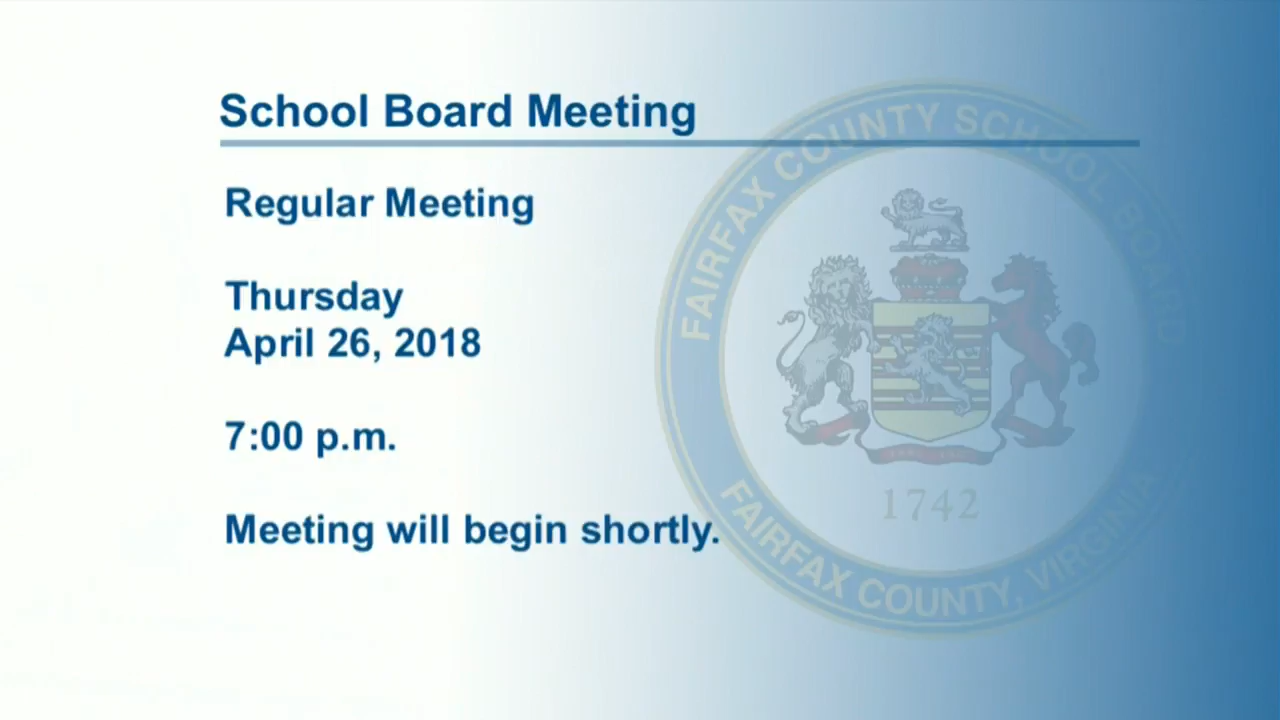 School Board Meeting
Regular Meeting
Thursday
April 26, 2018
7:00 p.m.
Meeting will begin shortly.
FAIRFAX COUNTY SCHOOL BOARD
1742
FAIRFAX COUNTY, VIRGINIA